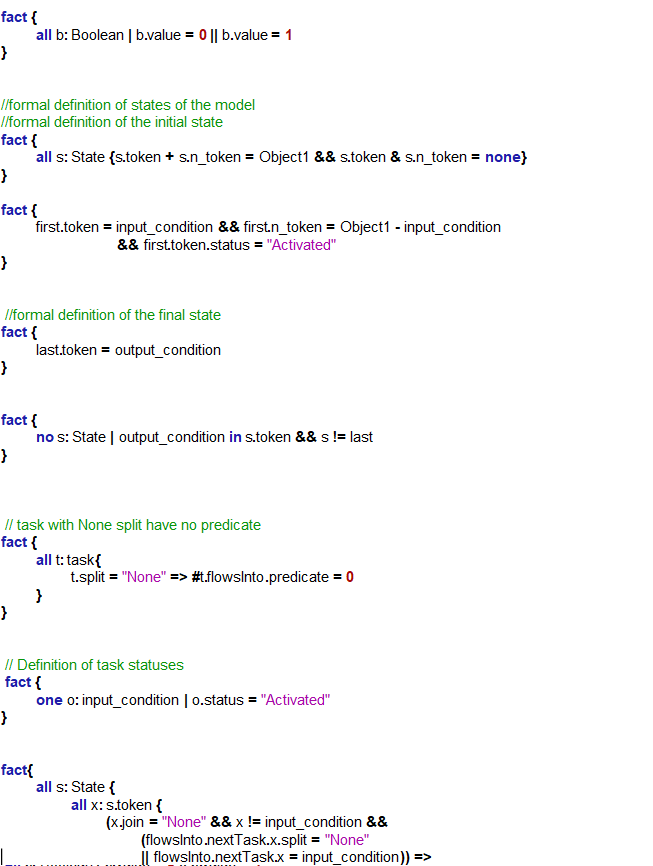 fact {
all b: Boolean | b.value = 0 || b.value = 1
}
//formal definition of states of the model
//formal definition of the initial state
fact {
all s: State {s.token + s.n_token = Object1 && s.token & s.n_token = none}
}
fact {
first.token = input_condition && first.n_token = Object1 - input_condition
&& first.token.status = "Activated"
}
//formal definition of the final state
fact {
last.token = output_condition
}
fact {
no s: State | output_condition in s.token && s != last
}
// task with None split have no predicate
fact {
all t: task{
t.split = "None" => #t.flowsInto.predicate = 0
}
}
// Definition of task statuses
fact {
one o: input_condition | o.status = "Activated"
}
fact{
all s: State {
all x: s.token {
(x.join = "None" && x != input_condition &&
(flowsInto.nextTask.x.split = "None"
|| flowsInto.nextTask.x = input_condition)) =>